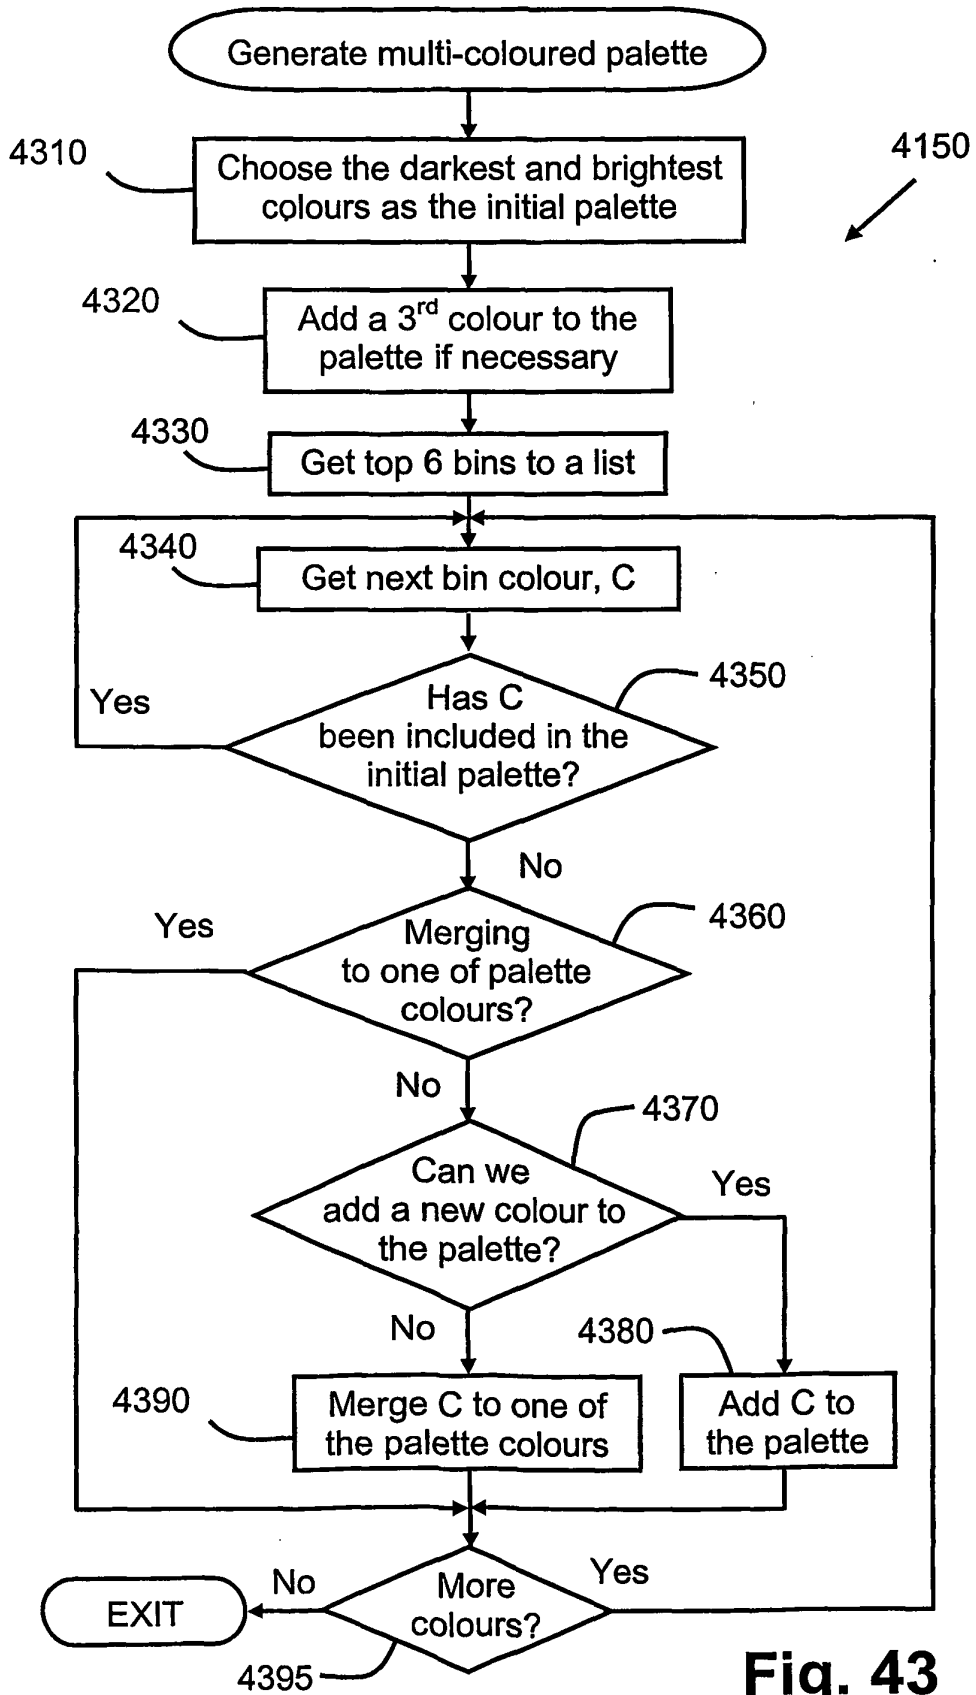 Generate multi-coloured palette
4310
4150
Choose the darkest and brightest
colours as the initial palette
4320
Add a 3rd colour to the
palette if necessary
4330
Get top 6 bins to a list
4340
Get next bin colour, C
4350
Yes
Has C
been included in the
initial palette?
No
4360
Yes
Merging
to one of palette
colours?
No
4370
Can we
add a new colour to
the palette?
Yes
No
4380
4390
Merge C to one of
the palette colours
Add C to
the palette
No
More
colours?
Yes
EXIT
4395
Fig. 43